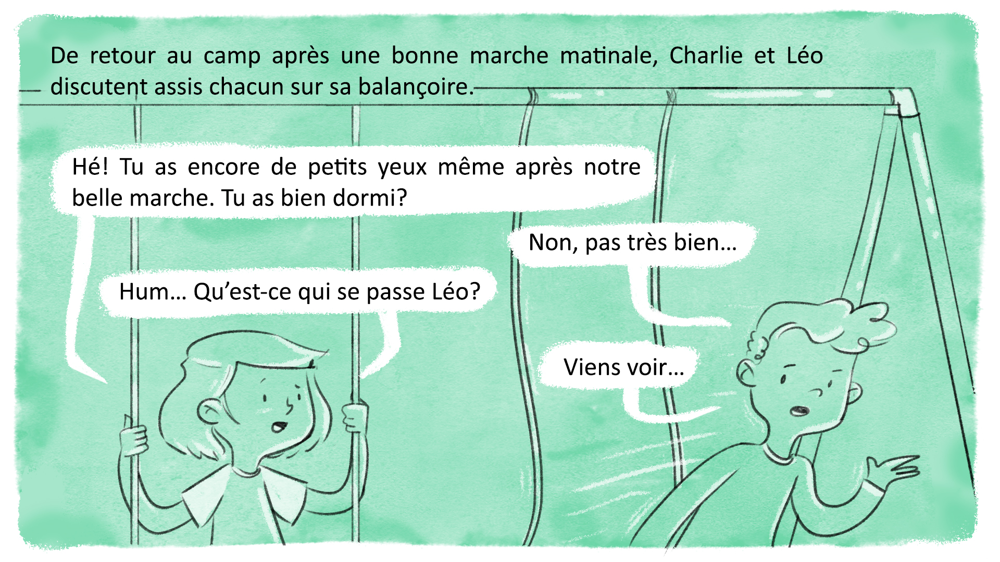 De retour au camp après une bonne marche matinale, Charlie et Léo
discutent assis chacun sur sa balançoire.
Hé! Tu as encore de petits yeux même après notre
belle marche. Tu as bien dormi?
Non, pas très bien…
Hum… Qu’est-ce qui se passe Léo?
Viens voir…